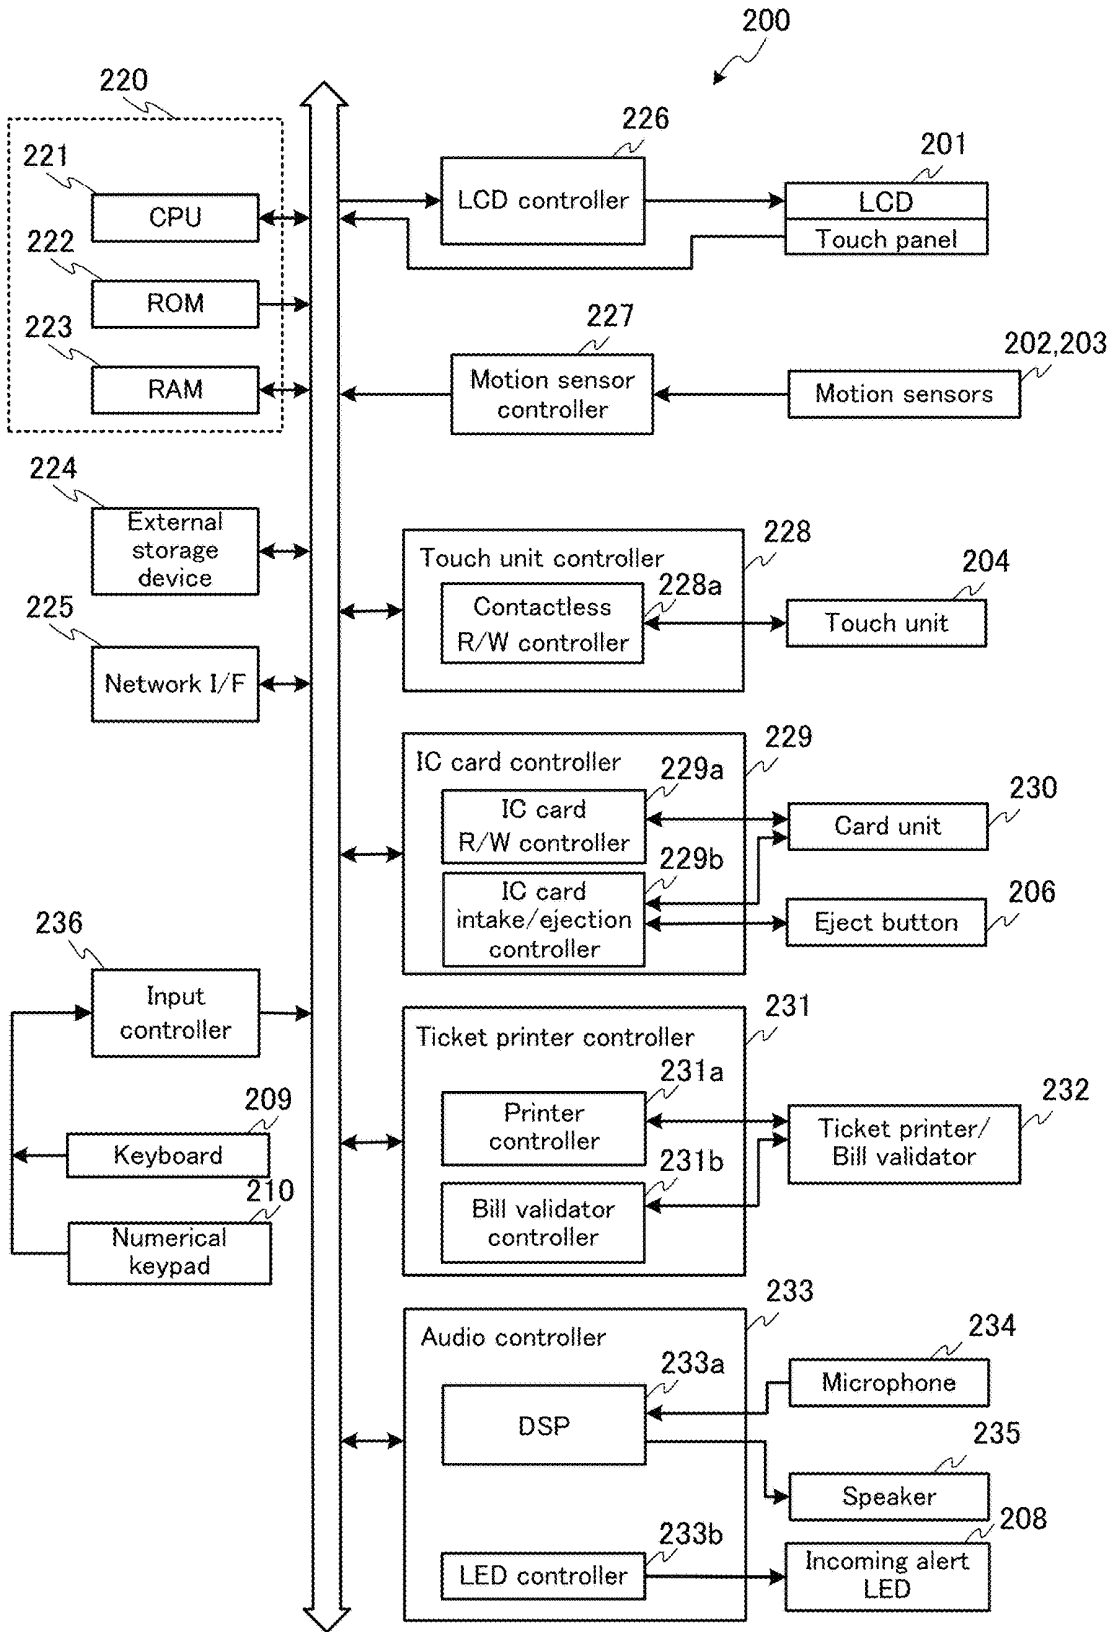 200
220
226
221
201
CPU
LCD controller
LCD
Touch panel
222
ROM
223
227
202,203
RAM
Motion sensor
controller
Motion sensors
224
External
storage
device
228
Touch unit controller
204
228a
Contactless
R/W controller
Touch unit
225
Network I/F
229
IC card controller
229a
230
IC card
R/W controller
Card unit
229b
IC card
intake/ejection
controller
206
Eject button
236
Input
controller
231
Ticket printer controller
231a
232
Printer
controller
Ticket printer/
Bill validator
209
Keyboard
231b
210
Bill validator
controller
Numerical
keypad
233
Audio controller
234
233a
Microphone
DSP
235
Speaker
208
233b
LED controller
Incoming alert
LED